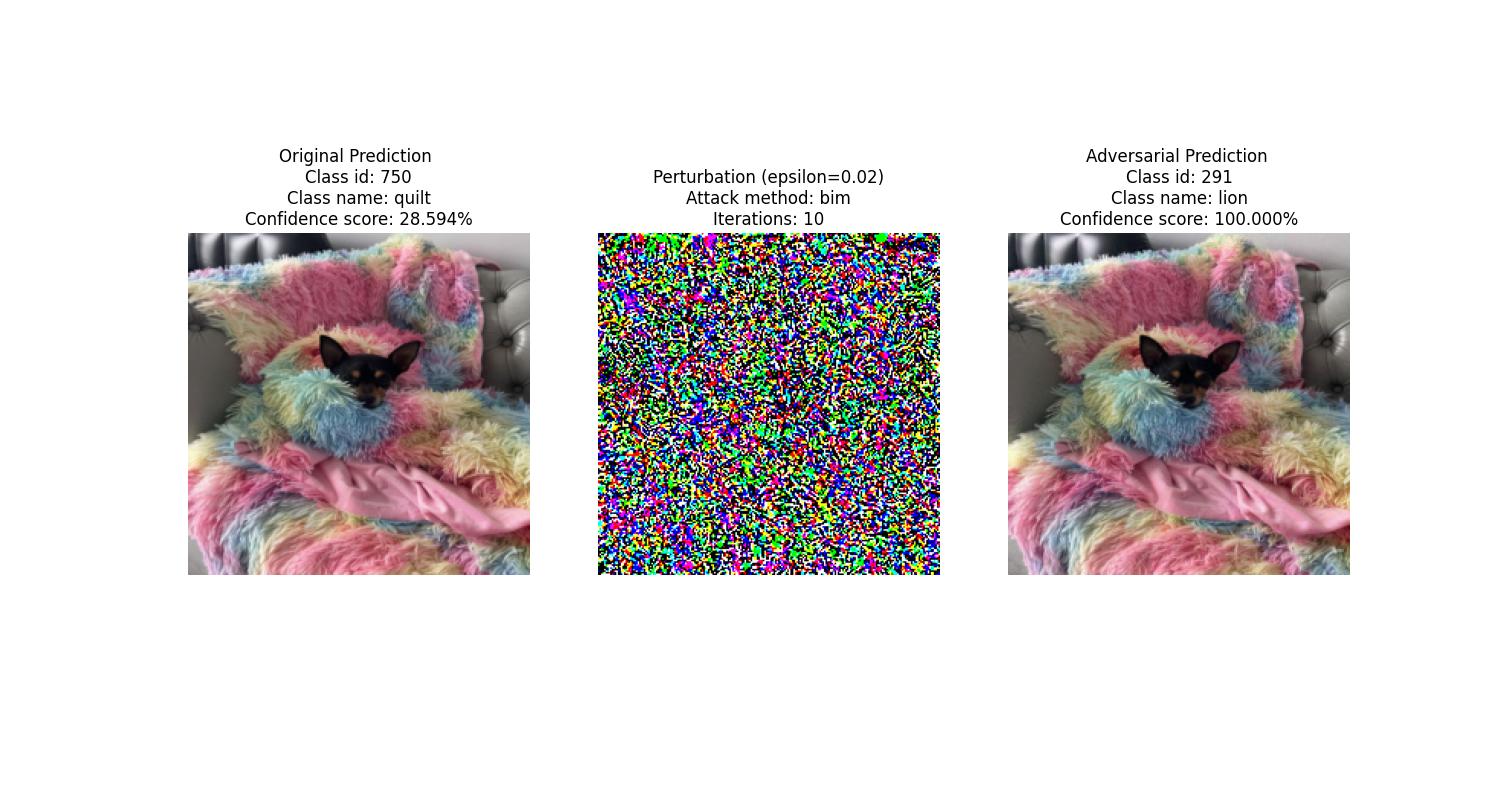 Original Prediction
Class id: 750
Class name: quilt
Confidence score: 28.594%
Perturbation (epsilon=0.02)
Attack method: bim
Iterations: 10
Adversarial Prediction
Class id: 291
Class name: lion
Confidence score: 100.000%